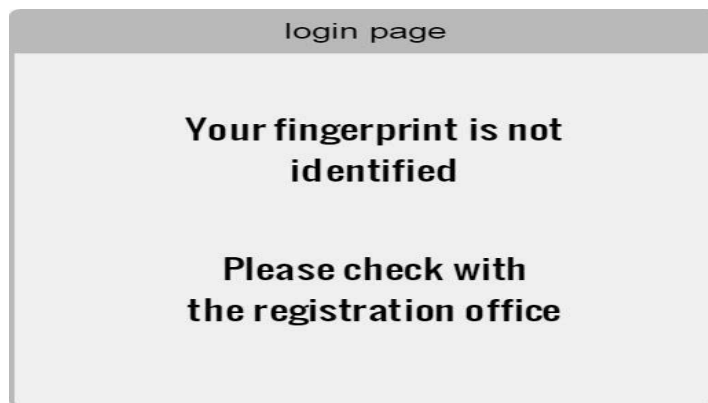 login page
Your fingerprint is not
identified
Please check with
the registration office